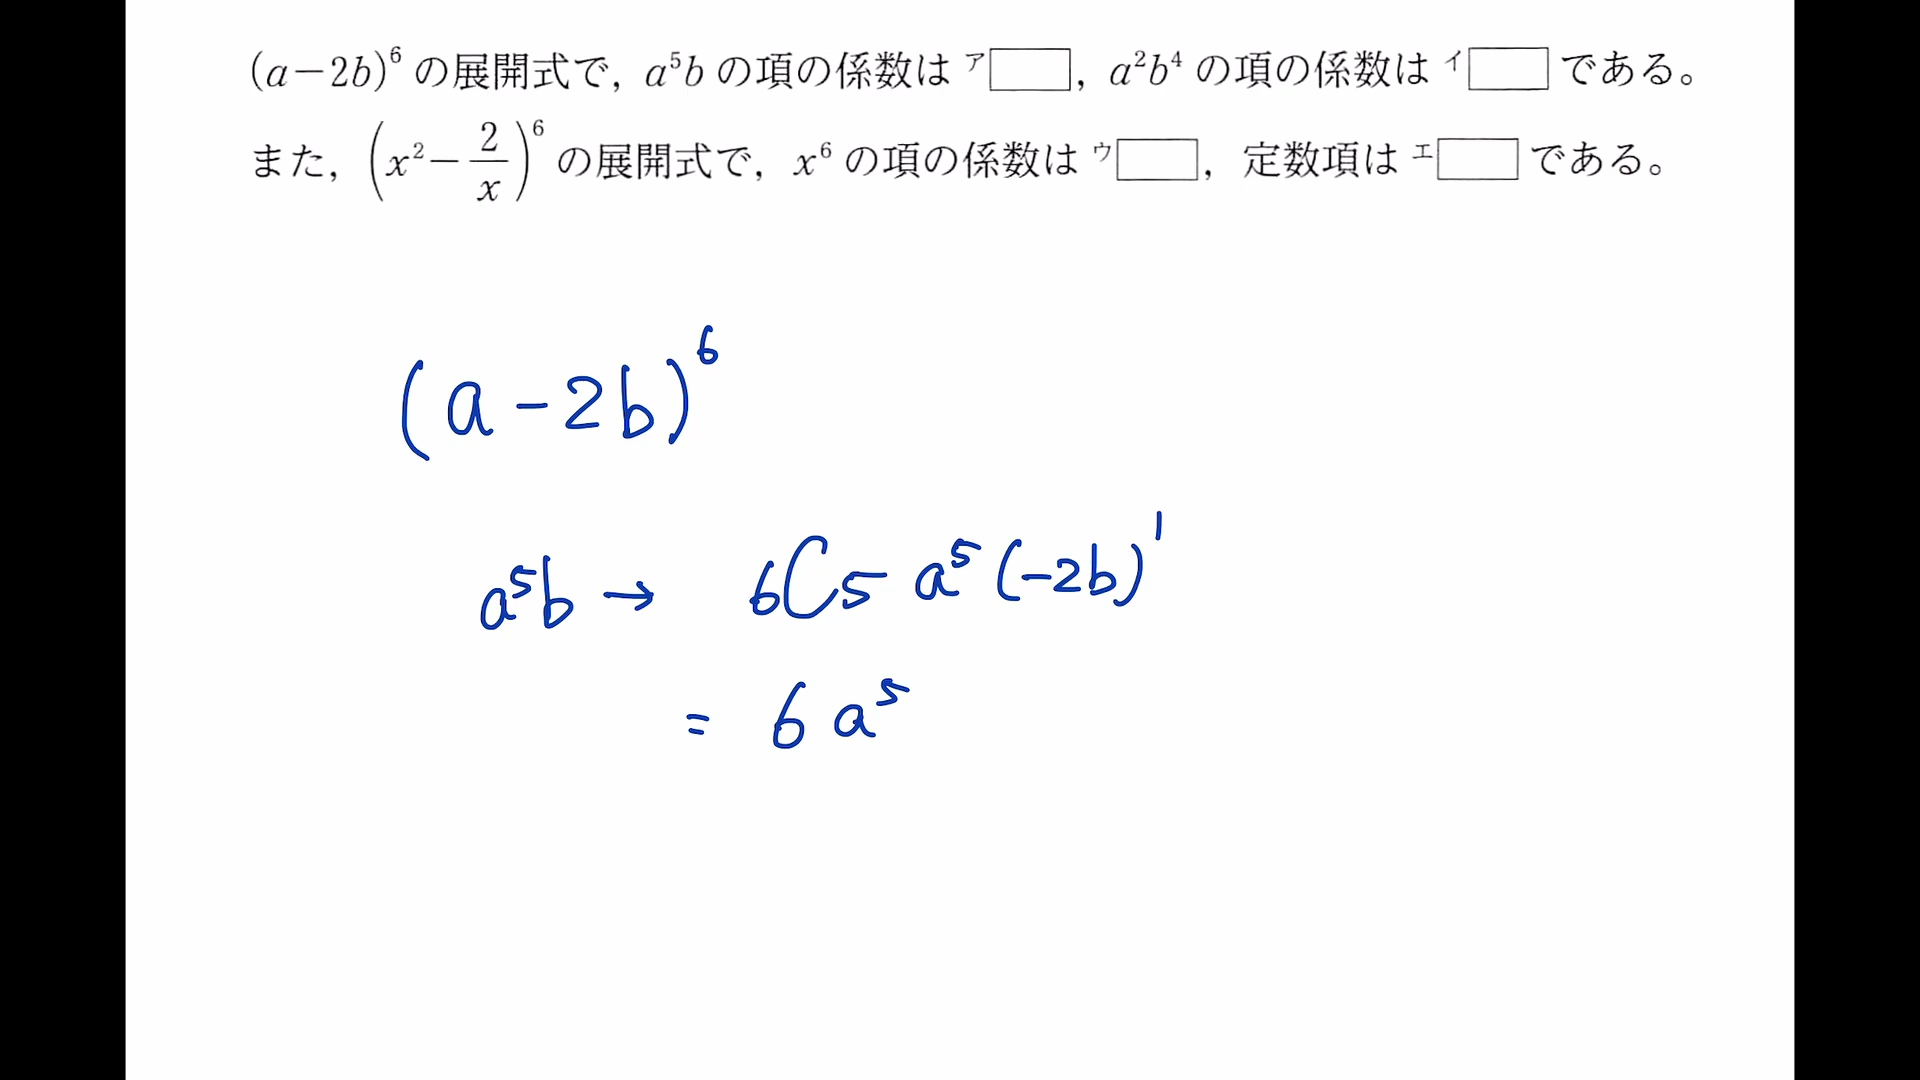 (a−2b)⁶ の展開式で, a⁵b の項の係数は ア□, a²b⁴ の項の係数は イ□ である。
また, (x²−2/x)⁶ の展開式で, x⁶ の項の係数は ウ□, 定数項は エ□ である。
(a−2b)⁶
a⁵b → 6C5 a⁵(−2b)¹
= 6a⁵